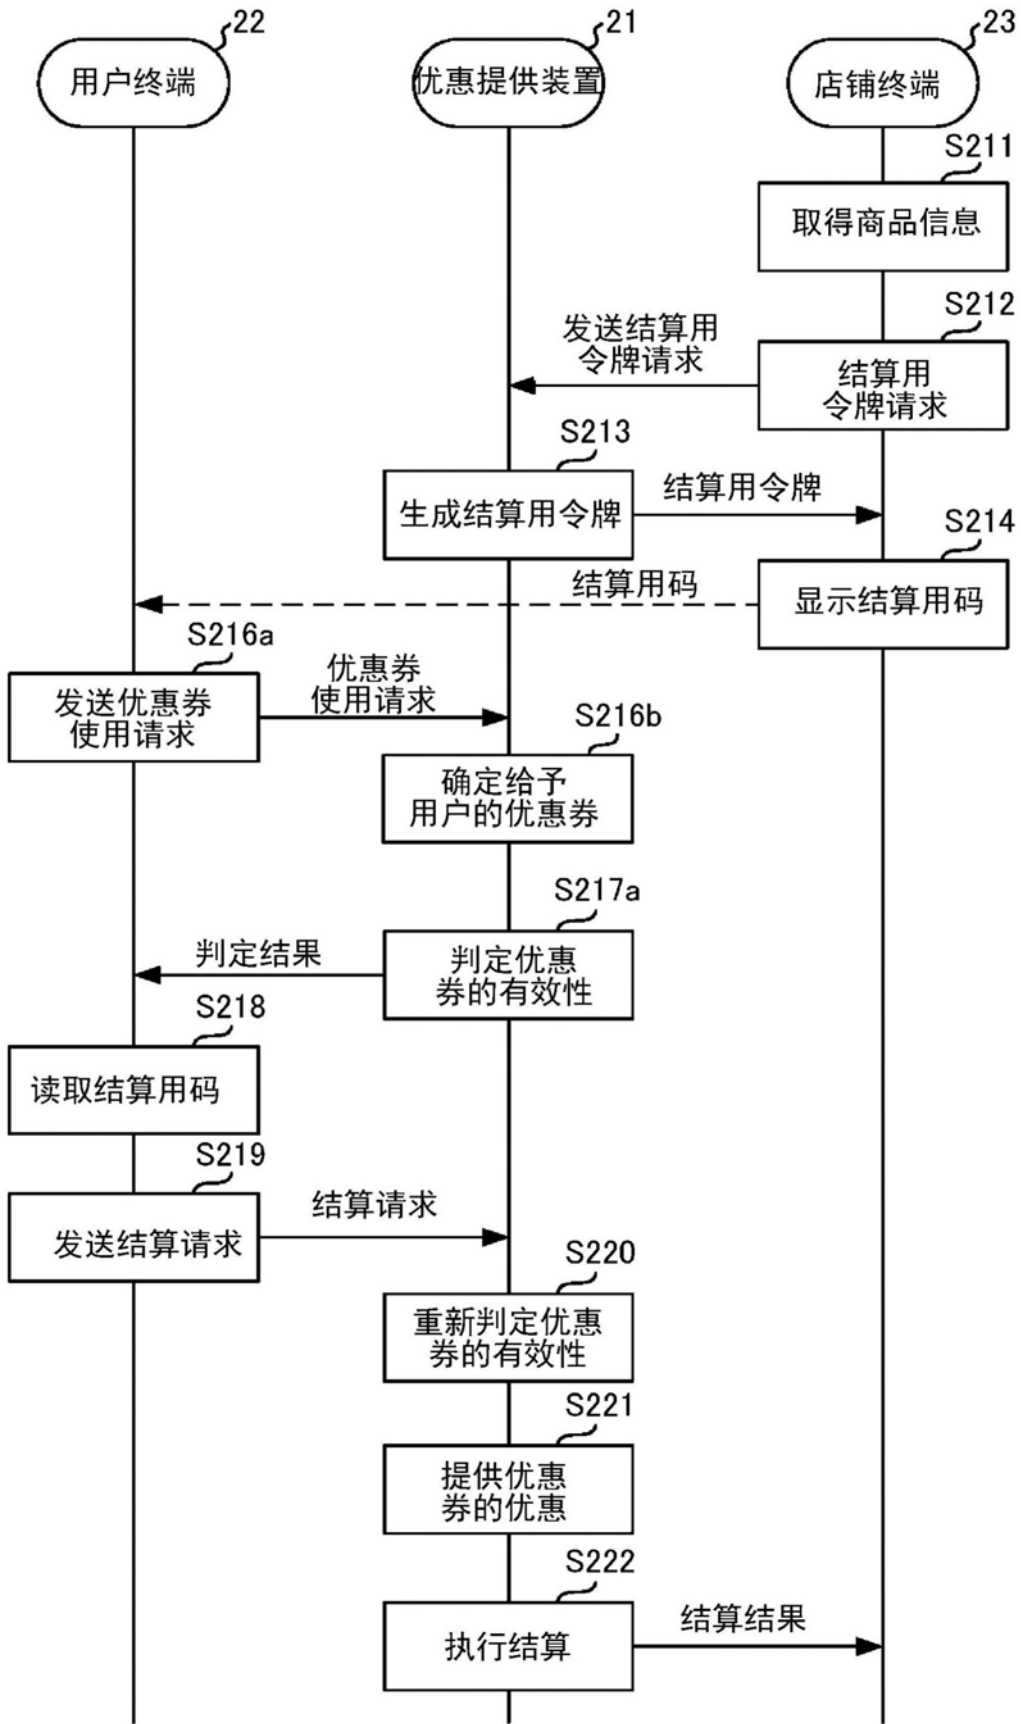 22
21
23
用户终端
优惠提供装置
店铺终端
S211
取得商品信息
S212
发送结算用
令牌请求
结算用
令牌请求
S213
生成结算用令牌
结算用令牌
S214
结算用码
显示结算用码
S216a
发送优惠券
使用请求
优惠券
使用请求
S216b
确定给予
用户的优惠券
S217a
判定结果
判定优惠
券的有效性
S218
读取结算用码
S219
发送结算请求
结算请求
S220
重新判定优惠
券的有效性
S221
提供优惠
券的优惠
S222
执行结算
结算结果